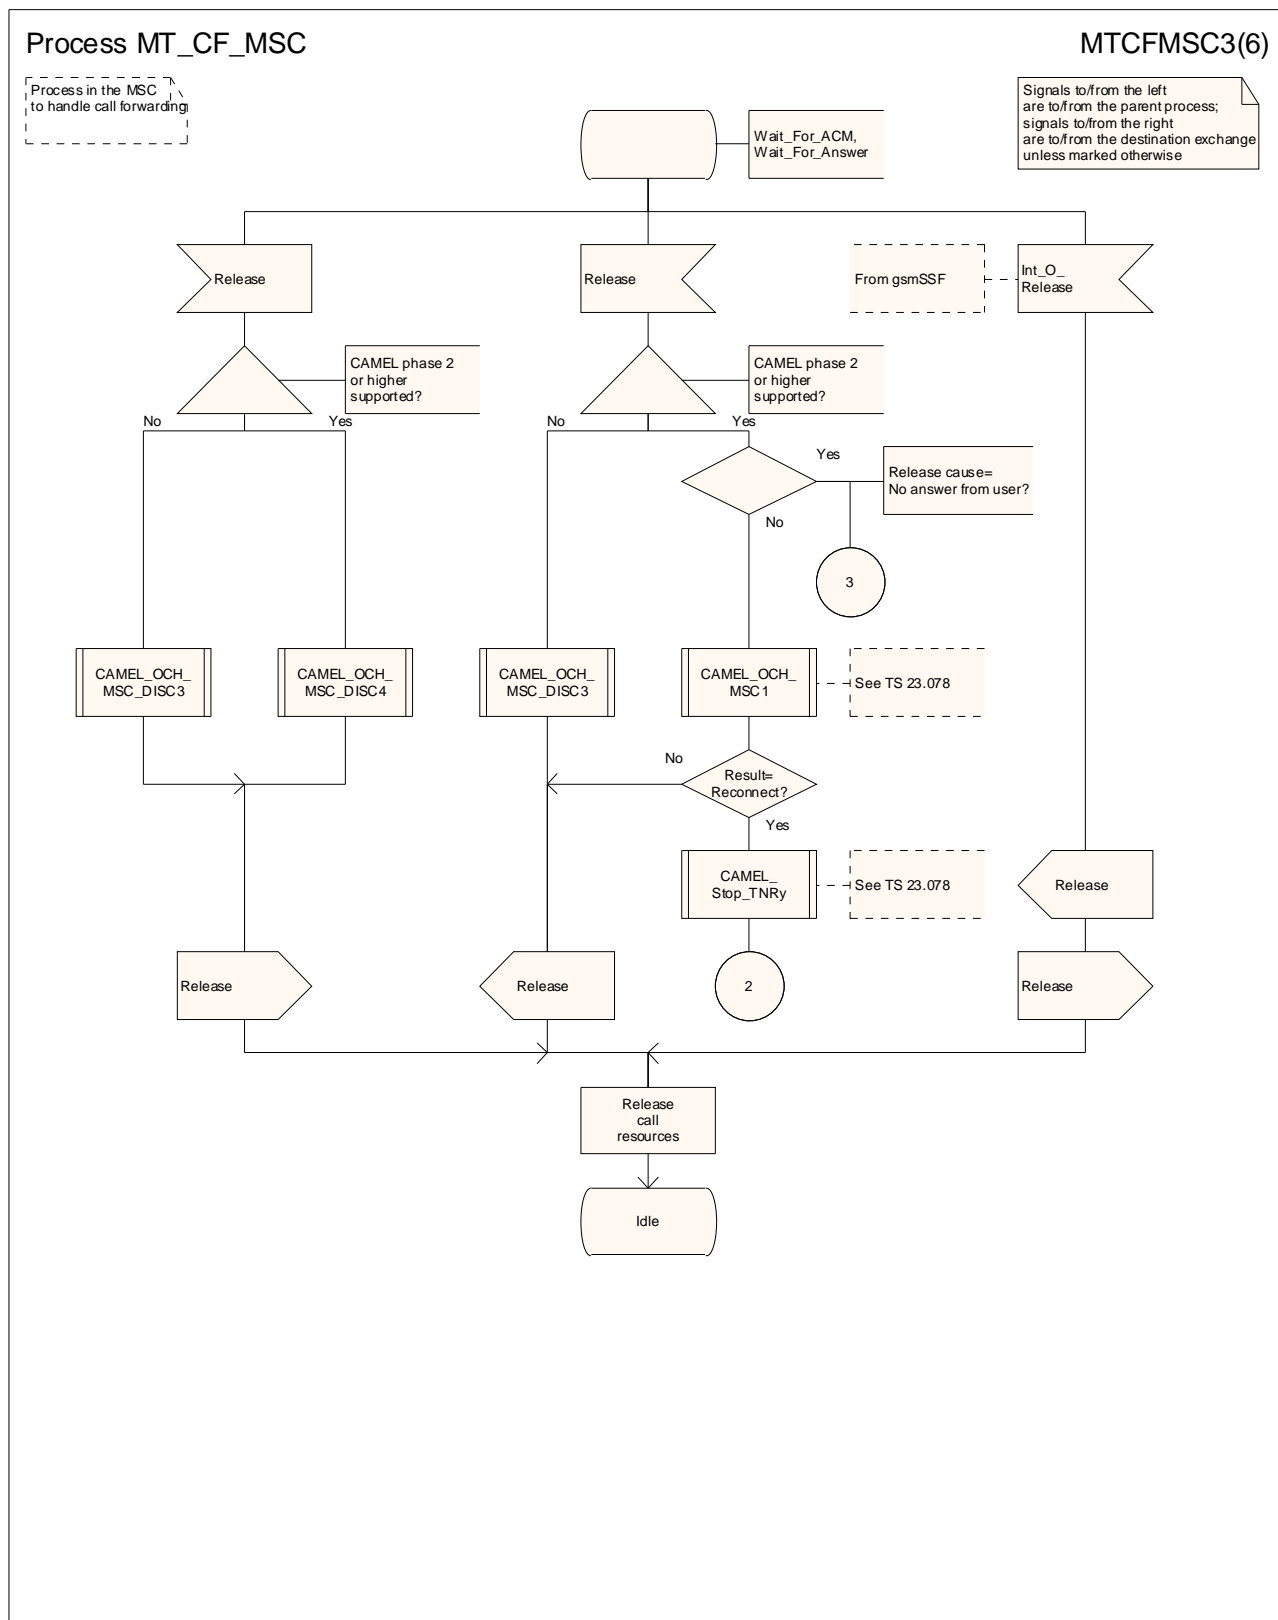 Process MT_CF_MSC
MTCFMSC3(6)
Process in the MSC
to handle call forwarding
Signals to/from the left
are to/from the parent process;
signals to/from the right
are to/from the destination exchange
unless marked otherwise
Wait_For_ACM,
Wait_For_Answer
Release
Release
From gsmSSF
Int_O_
Release
CAMEL phase 2
or higher
supported?
CAMEL phase 2
or higher
supported?
No
Yes
No
Yes
Yes
Release cause=
No answer from user?
No
3
CAMEL_OCH_
MSC_DISC3
CAMEL_OCH_
MSC_DISC4
CAMEL_OCH_
MSC_DISC3
CAMEL_OCH_
MSC1
See TS 23.078
No
Result=
Reconnect?
Yes
CAMEL_
Stop_TNRy
See TS 23.078
Release
Release
Release
2
Release
Release
call
resources
Idle